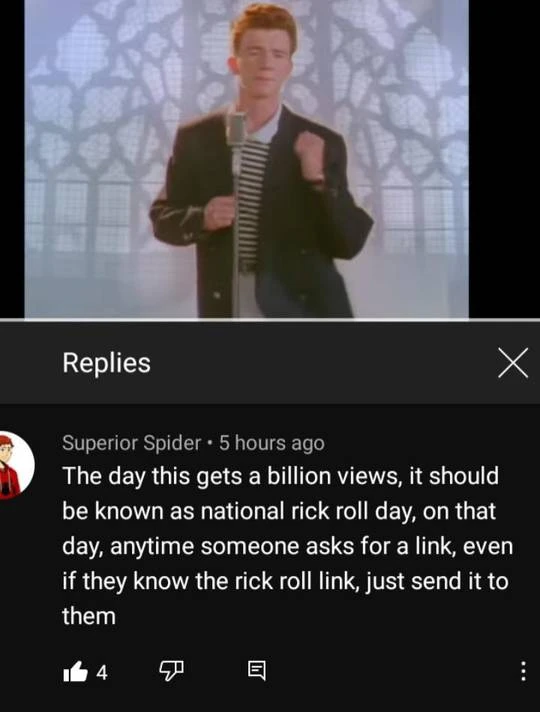 Replies
Superior Spider • 5 hours ago
The day this gets a billion views, it should
be known as national rick roll day, on that
day, anytime someone asks for a link, even
if they know the rick roll link, just send it to
them
4